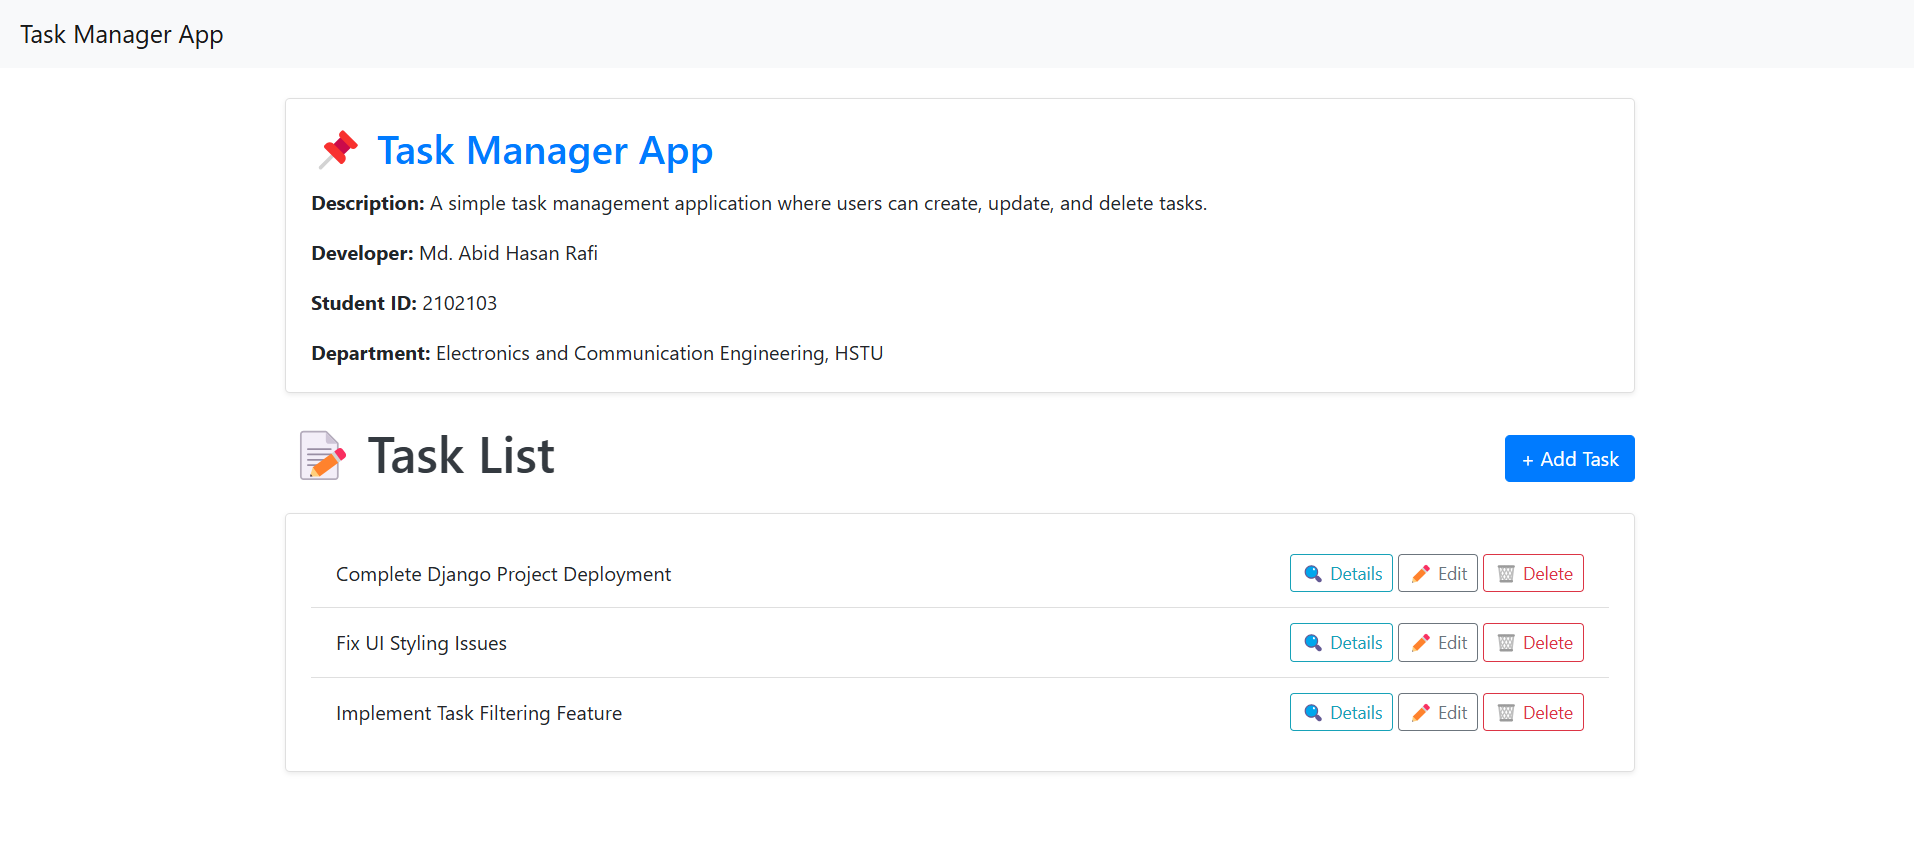 Task Manager App
Task Manager App
Description: A simple task management application where users can create, update, and delete tasks.
Developer: Md. Abid Hasan Rafi
Student ID: 2102103
Department: Electronics and Communication Engineering, HSTU
Task List
+ Add Task
Complete Django Project Deployment Details Edit Delete
Fix UI Styling Issues Details Edit Delete
Implement Task Filtering Feature Details Edit Delete